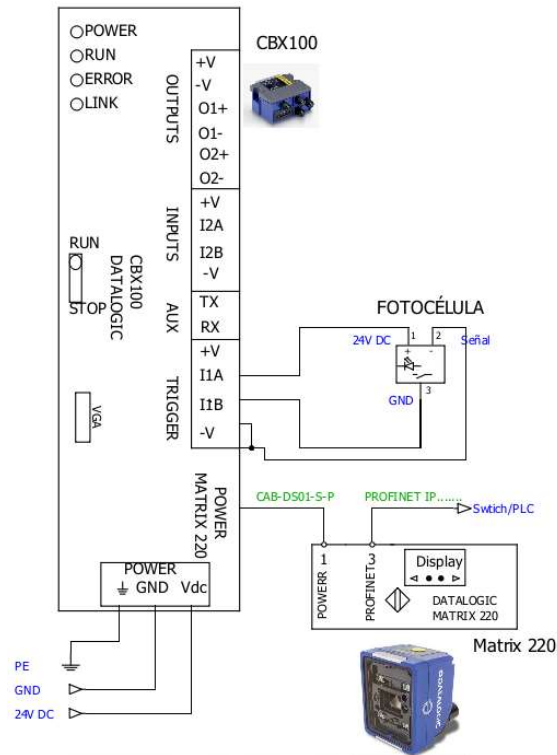 POWER
RUN
ERROR
LINK
CBX100
OUTPUTS
+V
-V
O1+
O1-
O2+
O2-
INPUTS
+V
I2A
I2B
-V
RUN
STOP
CBX100
DATALOGIC
AUX
TX
RX
TRIGGER
+V
I1A
I1B
-V
VGA
FOTOCÉLULA
24V DC
1
2
Señal
+
-
3
GND
POWER
MATRIX 220
CAB-DS01-S-P
PROFINET IP.......
Swtich/PLC
1
3
POWERR
PROFINET
Display
DATALOGIC
MATRIX 220
Matrix 220
POWER
GND
Vdc
PE
GND
24V DC
DATALOGIC